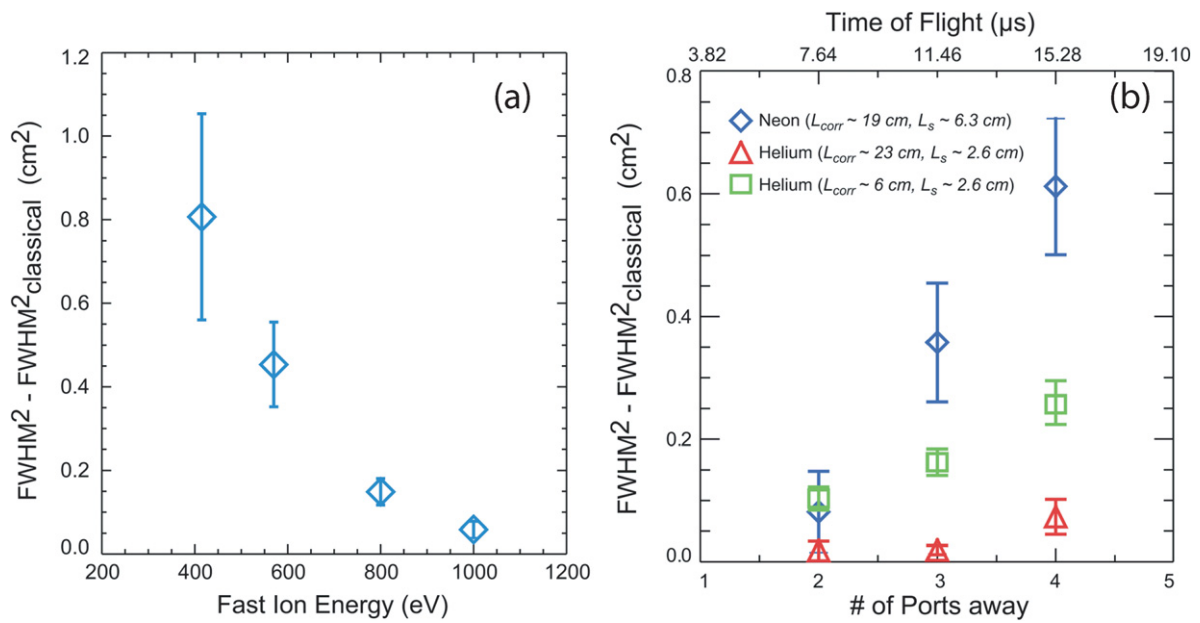 (a)
FWHM² - FWHM²classical (cm²)
1.2
1.0
0.8
0.6
0.4
0.2
0.0
200 400 600 800 1000 1200
Fast Ion Energy (eV)
Time of Flight (μs)
3.82 7.64 11.46 15.28 19.10
(b)
FWHM² - FWHM²classical (cm²)
0.8
0.6
0.4
0.2
0.0
Neon (Lcorr ~ 19 cm, Ls ~ 6.3 cm)
Helium (Lcorr ~ 23 cm, Ls ~ 2.6 cm)
Helium (Lcorr ~ 6 cm, Ls ~ 2.6 cm)
1 2 3 4 5
# of Ports away